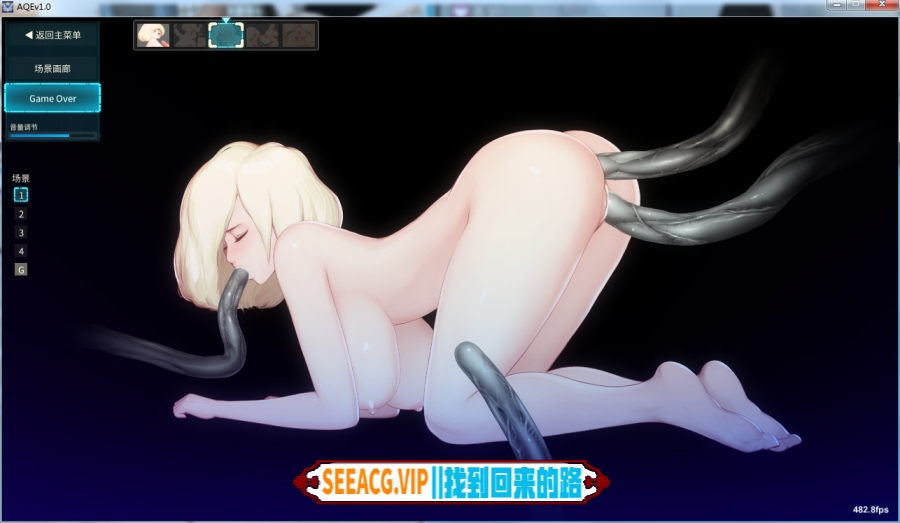 AQEv1.0
◀ 返回主菜单
场景画廊
Game Over
音量调节
场景
1
2
3
4
G
SEEACG.VIP||找到回来的路
482.8fps